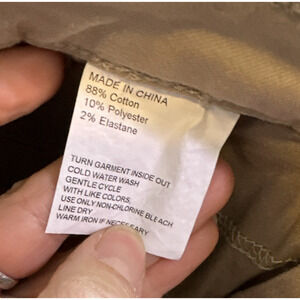 MADE IN CHINA
88% Cotton
10% Polyester
2% Elastane
TURN GARMENT INSIDE OUT
COLD WATER WASH
GENTLE CYCLE
WITH LIKE COLORS,
USE ONLY NON-CHLORINE BLEACH
LINE DRY
WARM IRON IF NECESSARY